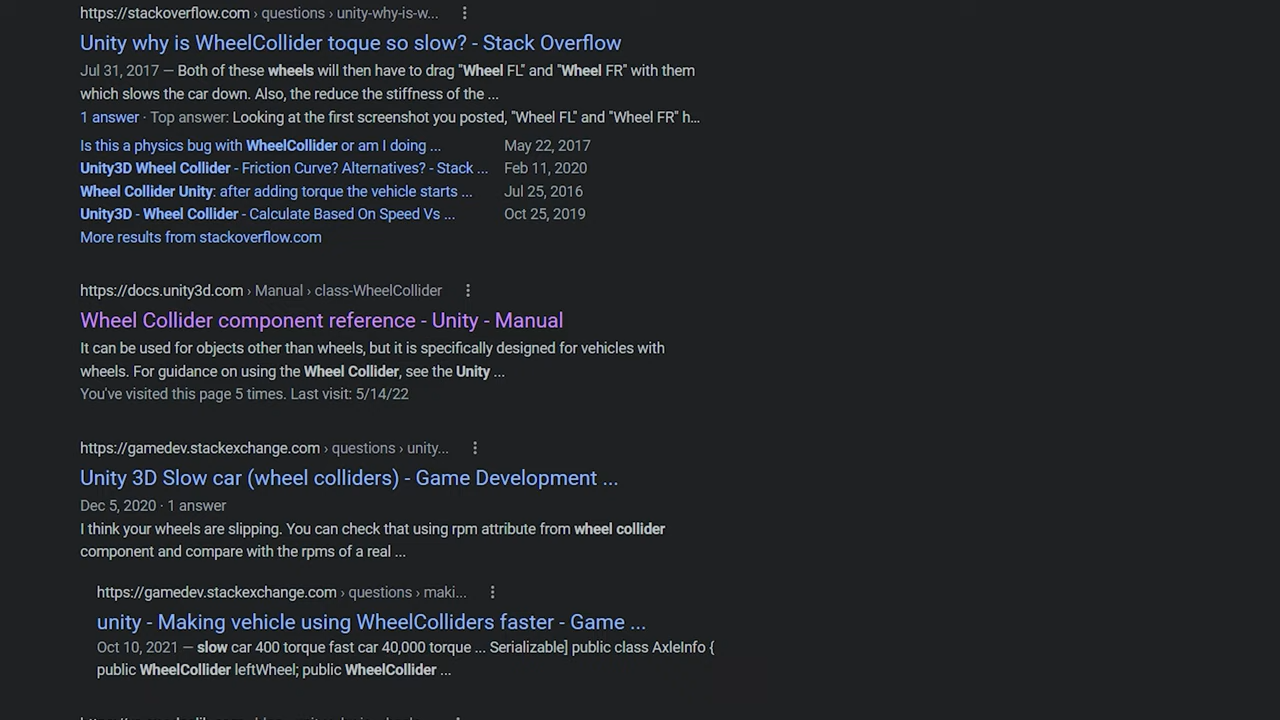 https://stackoverflow.com › questions › unity-why-is-w...
Unity why is WheelCollider toque so slow? - Stack Overflow
Jul 31, 2017 — Both of these wheels will then have to drag "Wheel FL" and "Wheel FR" with them
which slows the car down. Also, the reduce the stiffness of the ...
1 answer · Top answer: Looking at the first screenshot you posted, "Wheel FL" and "Wheel FR" h...
Is this a physics bug with WheelCollider or am I doing ... May 22, 2017
Unity3D Wheel Collider - Friction Curve? Alternatives? - Stack ... Feb 11, 2020
Wheel Collider Unity: after adding torque the vehicle starts ... Jul 25, 2016
Unity3D - Wheel Collider - Calculate Based On Speed Vs ... Oct 25, 2019
More results from stackoverflow.com
https://docs.unity3d.com › Manual › class-WheelCollider
Wheel Collider component reference - Unity - Manual
It can be used for objects other than wheels, but it is specifically designed for vehicles with
wheels. For guidance on using the Wheel Collider, see the Unity ...
You've visited this page 5 times. Last visit: 5/14/22
https://gamedev.stackexchange.com › questions › unity...
Unity 3D Slow car (wheel colliders) - Game Development ...
Dec 5, 2020 · 1 answer
I think your wheels are slipping. You can check that using rpm attribute from wheel collider
component and compare with the rpms of a real ...
https://gamedev.stackexchange.com › questions › maki...
unity - Making vehicle using WheelColliders faster - Game ...
Oct 10, 2021 — slow car 400 torque fast car 40,000 torque ... Serializable] public class AxleInfo {
public WheelCollider leftWheel; public WheelCollider ...